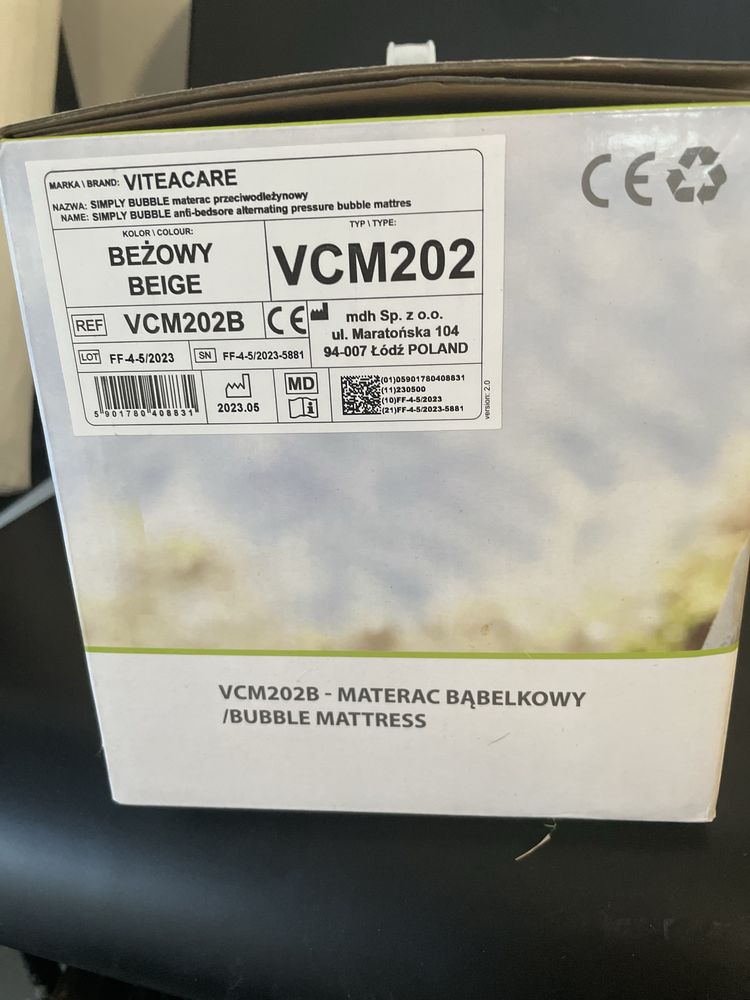 MARKA \ BRAND: VITEACARE
NAZWA: SIMPLY BUBBLE materac przeciwodleżynowy
NAME: SIMPLY BUBBLE anti-bedsore alternating pressure bubble mattres
KOLOR \ COLOUR:
BEŻOWY
BEIGE
TYP \ TYPE:
VCM202
REF VCM202B CE
mdh Sp. z o.o.
ul. Maratońska 104
94-007 Łódź POLAND
LOT FF-4-5/2023
SN FF-4-5/2023-5881
5 901780 408831
2023.05
MD
(01)05901780408831
(11)230500
(10)FF-4-5/2023
(21)FF-4-5/2023-5881
version: 2.0
CE
VCM202B - MATERAC BĄBELKOWY
/BUBBLE MATTRESS